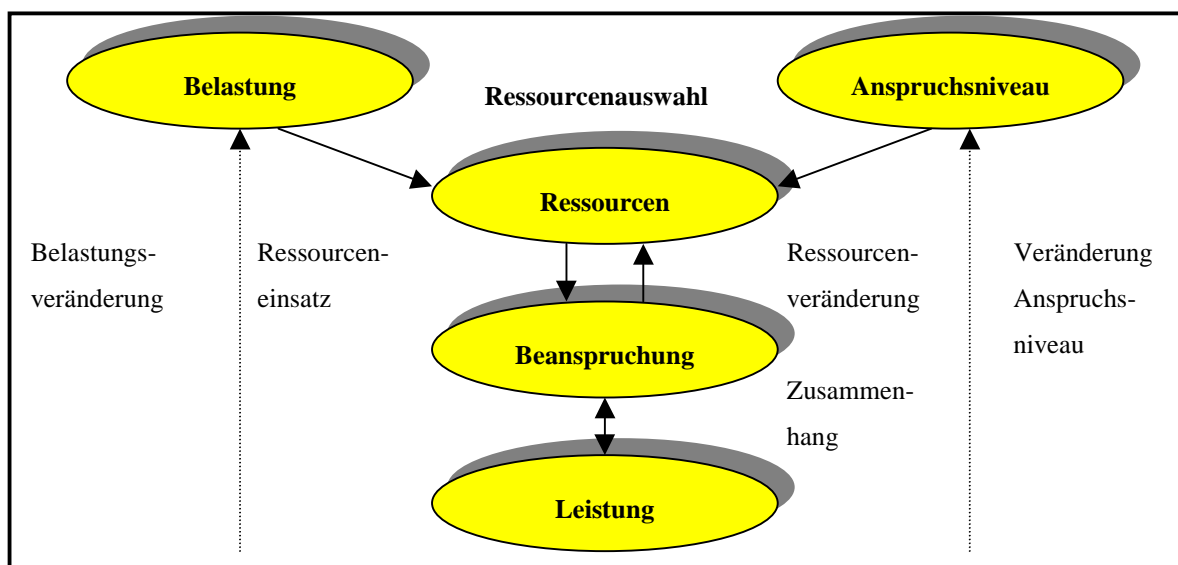 Belastung
Anspruchsniveau
Ressourcenauswahl
Ressourcen
Belastungs-
veränderung
Ressourcen-
einsatz
Ressourcen-
veränderung
Veränderung
Anspruchs-
niveau
Beanspruchung
Zusammen-
hang
Leistung